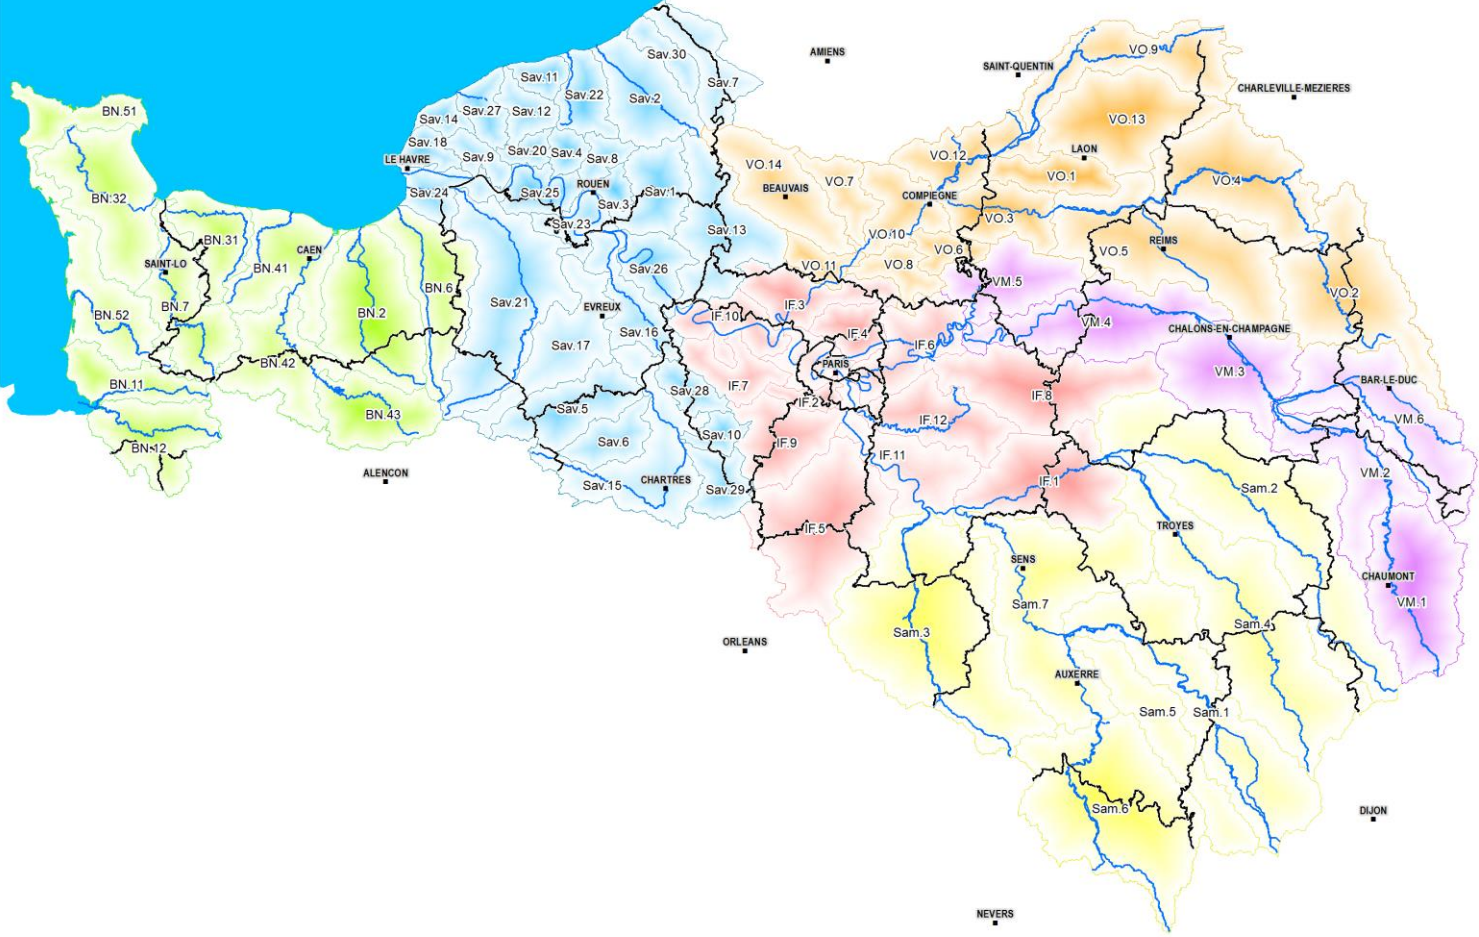 Sav.30
AMIENS
VO.9
SAINT-QUENTIN
Sav.11
Sav.7
CHARLEVILLE-MEZIERES
Sav.22
Sav.2
BN.51
Sav.27
Sav.12
Sav.14
VO.13
Sav.18
Sav.20
Sav.4
Sav.9
Sav.8
LE HAVRE
LAON
VO.12
VO.14
VO.7
VO.1
VO.4
BEAUVAIS
ROUEN
Sav.24
Sav.25
Sav.1
COMPIEGNE
BN.32
Sav.3
VO.3
Sav.23
Sav.13
BN.31
VO.10
REIMS
CAEN
VO.6
VO.5
SAINT-LO
BN.41
Sav.26
VO.11
VO.8
BN.6
VM.5
VO.2
BN.7
Sav.21
EVREUX
IF.3
BN.52
BN.2
IF.10
VM.4
CHALONS-EN-CHAMPAGNE
Sav.16
IF.4
IF.6
Sav.17
BN.42
PARIS
VM.3
BN.11
IF.7
BAR-LE-DUC
Sav.28
IF.8
IF.2
Sav.5
BN.43
IF.12
VM.6
Sav.10
Sav.6
IF.9
BN.12
IF.11
ALENCON
VM.2
CHARTRES
IF.1
Sav.15
Sav.29
Sam.2
IF.5
TROYES
SENS
CHAUMONT
Sam.7
VM.1
Sam.3
Sam.4
ORLEANS
AUXERRE
Sam.5
Sam.1
Sam.6
DIJON
NEVERS